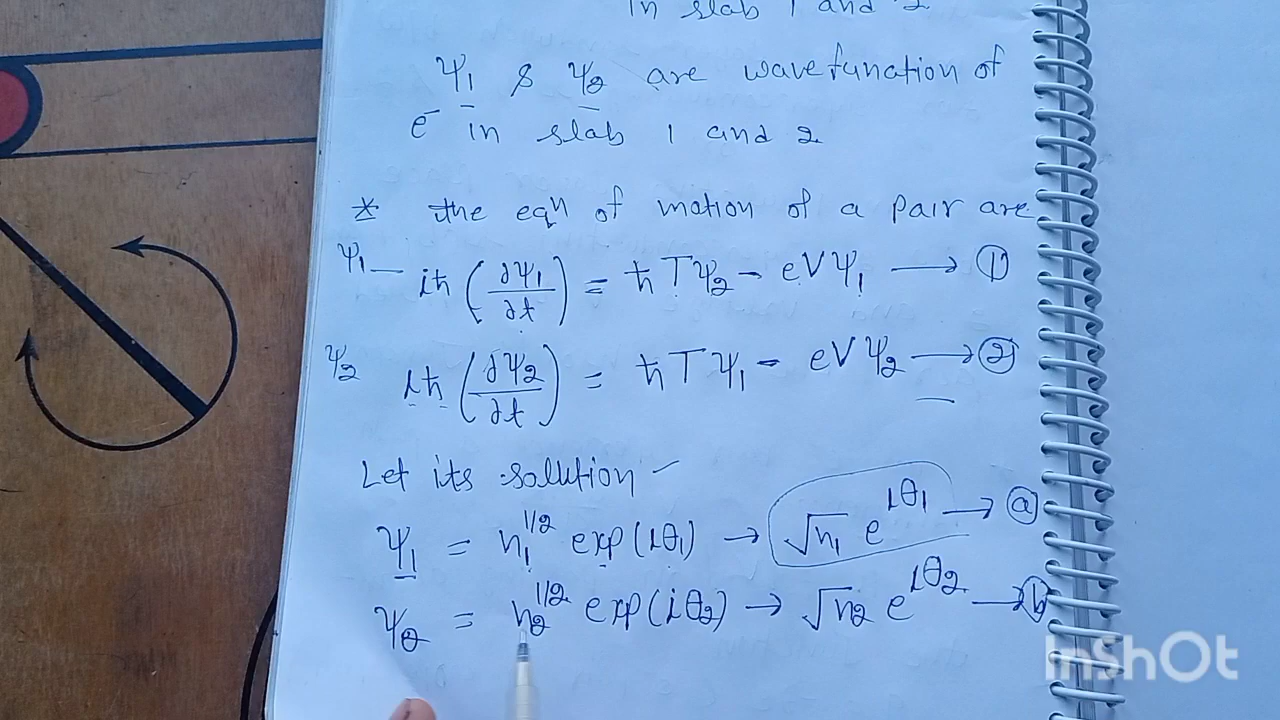 in slab 1 and 2
ψ₁ & ψ₂ are wavefunation of
e⁻ in slab 1 and 2
* the eqn of motion of a pair are
ψ₁ — iħ (∂ψ₁/∂t) = ħTψ₂ - eVψ₁ → ①
ψ₂ iħ (∂ψ₂/∂t) = ħTψ₁ - eVψ₂ → ②
Let its solution -
ψ₁ = n₁^1/2 exp(iθ₁) → √n₁ e^iθ₁ → ⓐ
ψ₂ = n₂^1/2 exp(iθ₂) → √n₂ e^iθ₂ → ⓑ
InShOt